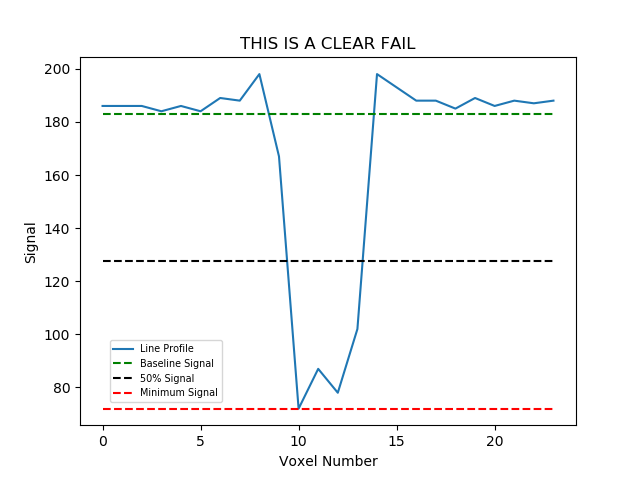 THIS IS A CLEAR FAIL
200
180
160
140
120
100
80
Signal
Line Profile
Baseline Signal
50% Signal
Minimum Signal
0 5 10 15 20
Voxel Number